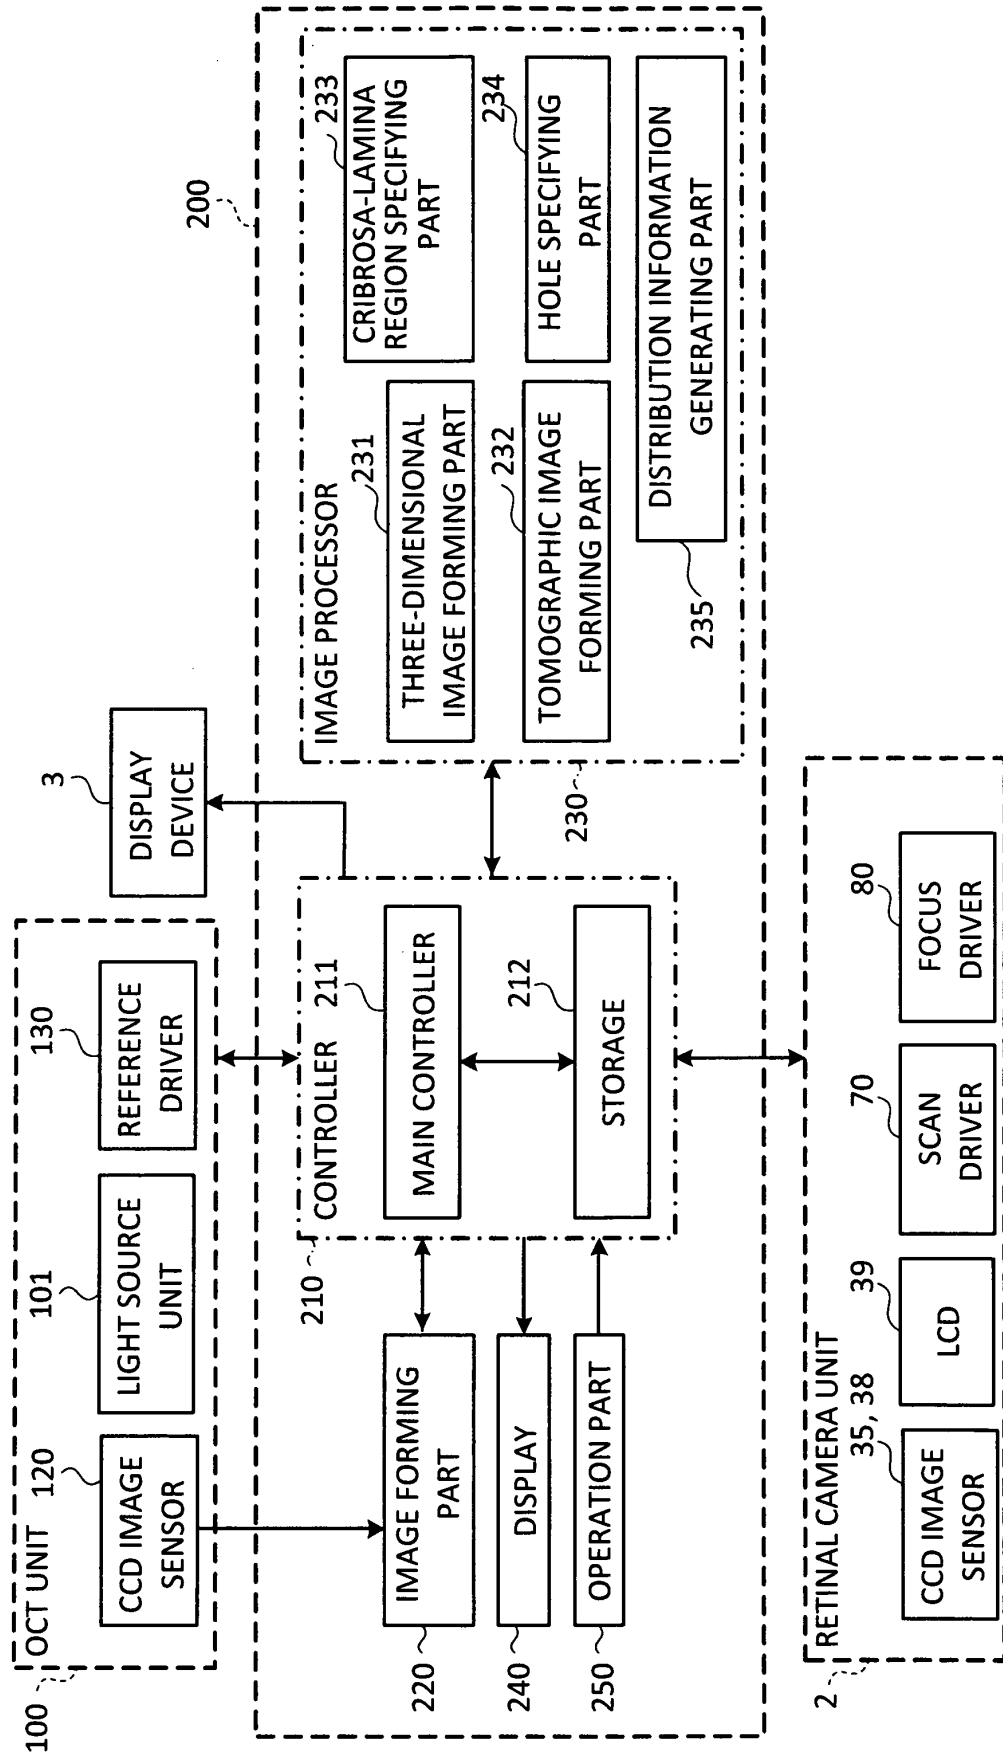 100
OCT UNIT
120
CCD IMAGE
SENSOR
101
LIGHT SOURCE
UNIT
130
REFERENCE
DRIVER
3
DISPLAY
DEVICE
200
220
IMAGE FORMING
PART
240
DISPLAY
250
OPERATION PART
210
CONTROLLER
211
MAIN CONTROLLER
212
STORAGE
230
IMAGE PROCESSOR
231
THREE-DIMENSIONAL
IMAGE FORMING PART
233
CRIBROSA-LAMINA
REGION SPECIFYING
PART
232
TOMOGRAPHIC IMAGE
FORMING PART
234
HOLE SPECIFYING
PART
235
DISTRIBUTION INFORMATION
GENERATING PART
2
RETINAL CAMERA UNIT
35, 38
CCD IMAGE
SENSOR
39
LCD
70
SCAN
DRIVER
80
FOCUS
DRIVER